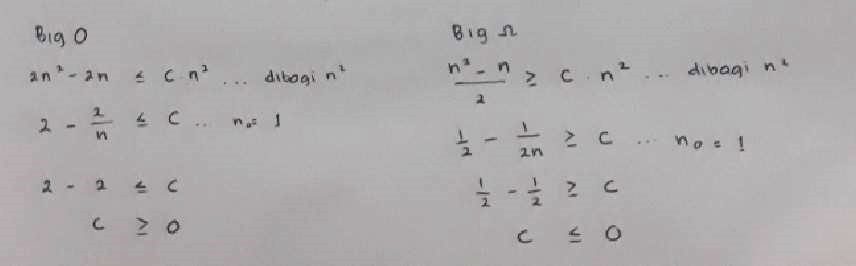 Big O
2n² - 2n ≤ C n² ... dibagi n²
2 - 2/n ≤ C .. n₀= 1
2 - 2 ≤ C
C ≥ 0
Big Ω
(n² - n)/2 ≥ C . n² ... dibagi n²
1/2 - 1/2n ≥ C ... n₀ = 1
1/2 - 1/2 ≥ C
C ≤ 0